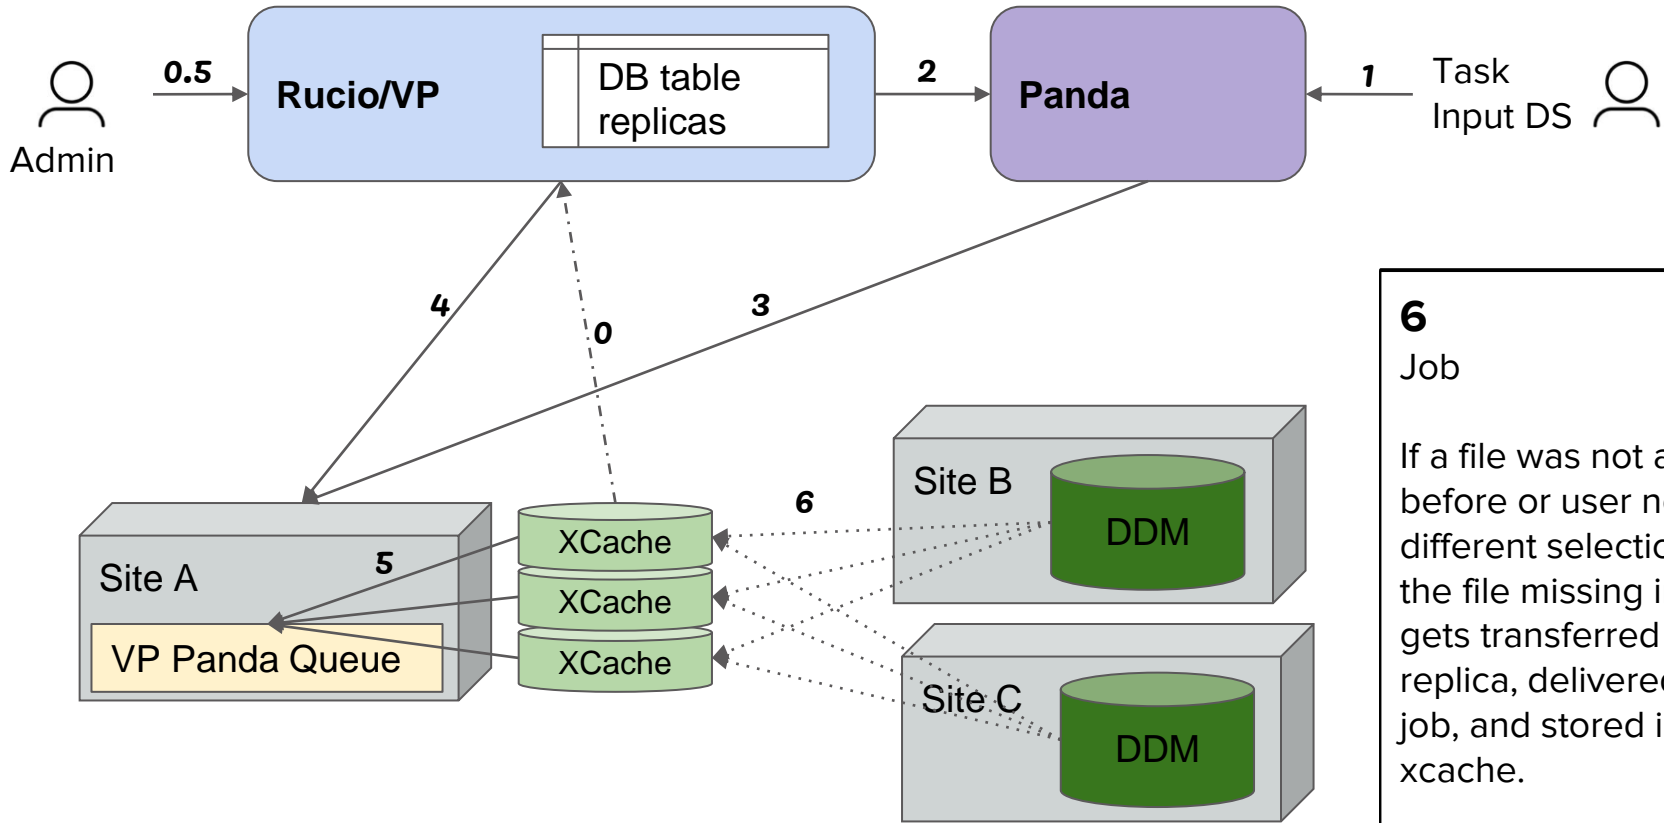 0.5
Admin
Rucio/VP
DB table
replicas
2
Panda
1
Task
Input DS
4
0
3
Site A
5
VP Panda Queue
XCache
XCache
XCache
6
Site B
DDM
Site C
DDM
6
Job
If a file was not
before or user
different
the file missing
gets transferred
replica,
job, and stored
xcache.